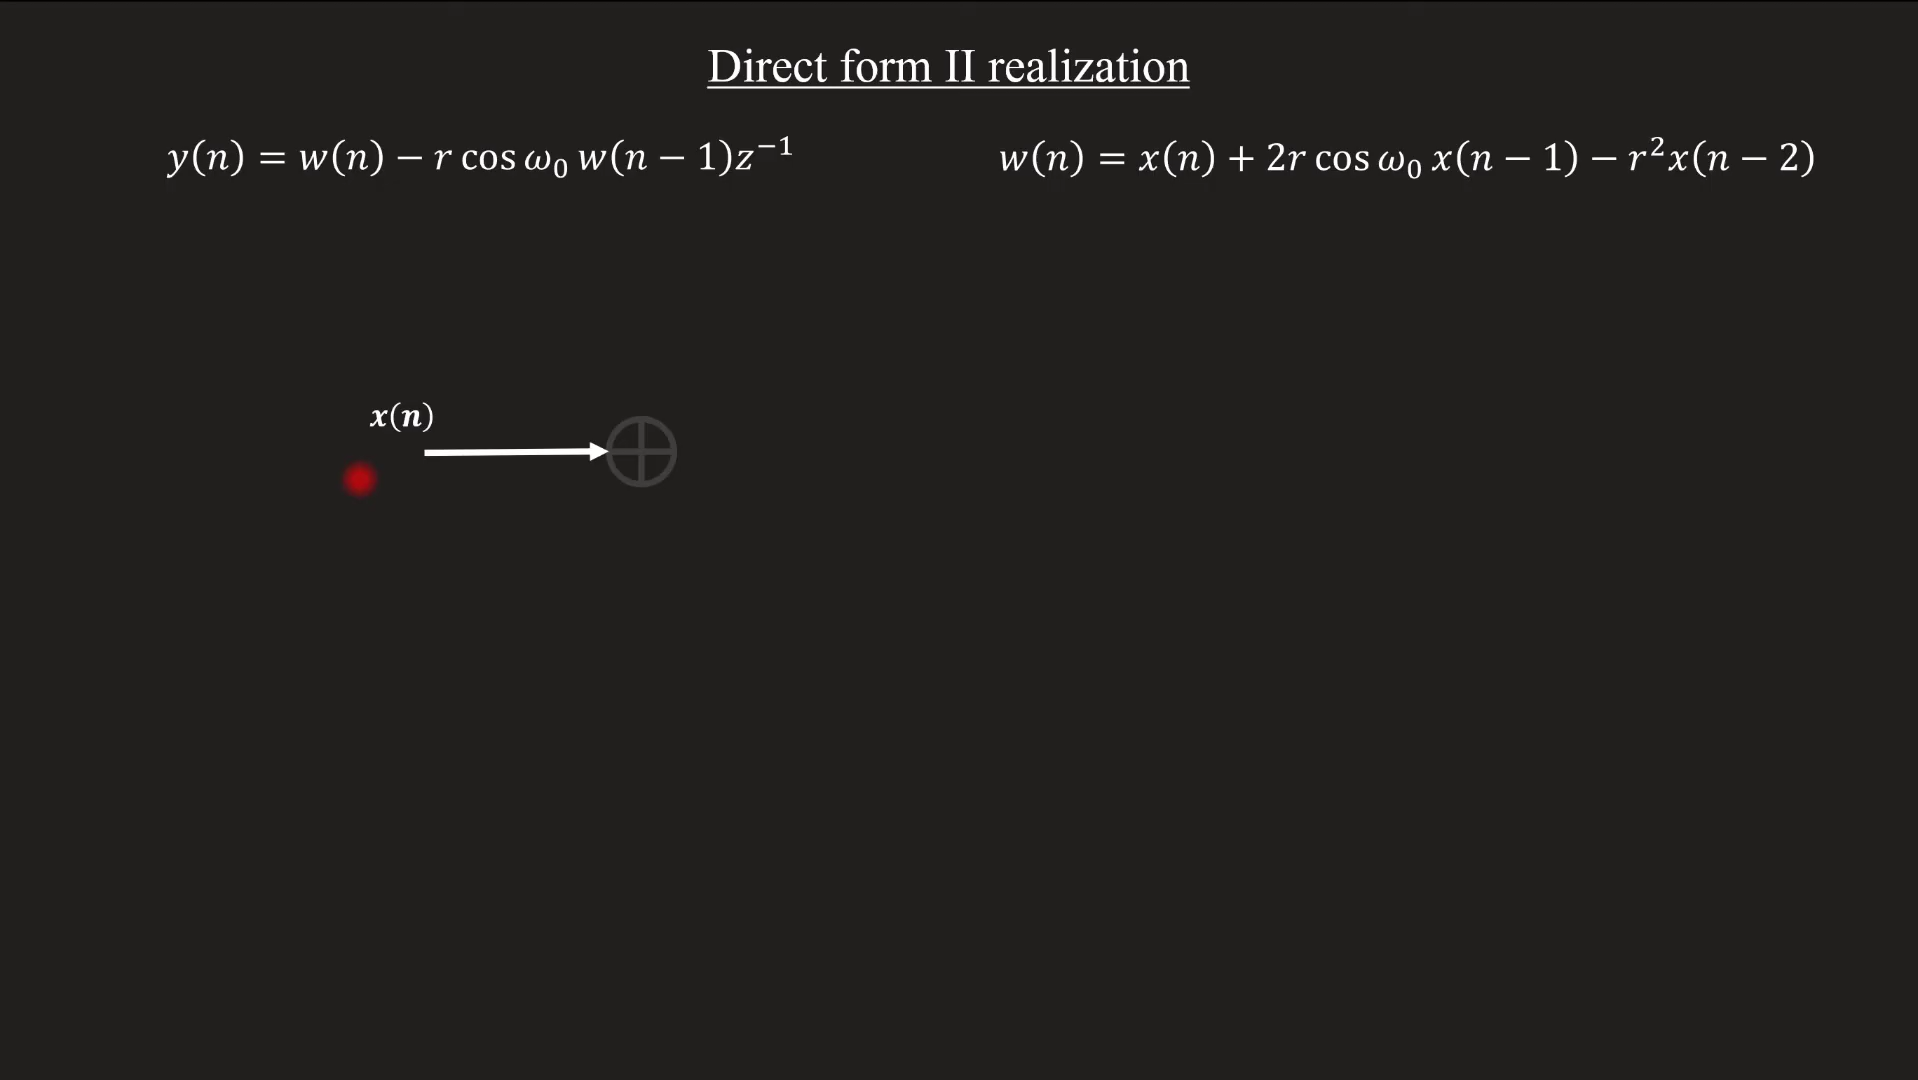 Direct form II realization
y(n) = w(n) − r cos ω₀ w(n − 1)z⁻¹
w(n) = x(n) + 2r cos ω₀ x(n − 1) − r²x(n − 2)
x(n)